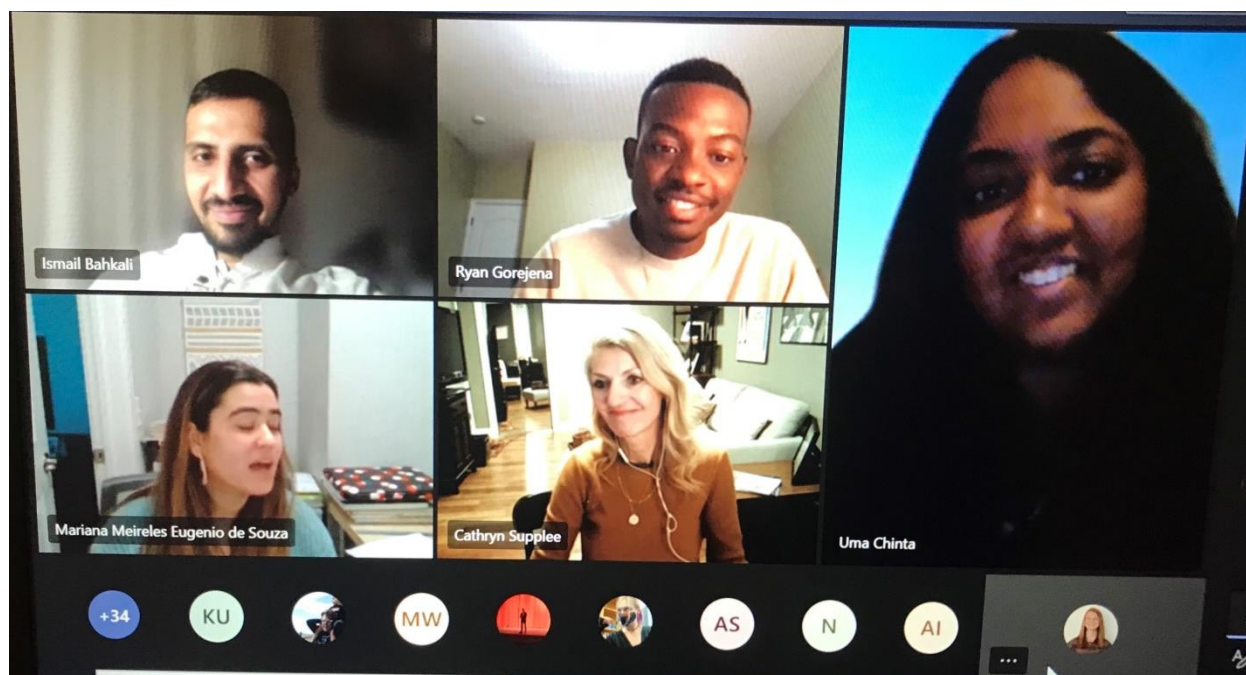 Ismail Bahkali
Ryan Gorejena
Mariana Meireles Eugenio de Souza
Cathryn Supplee
Uma Chinta
+34
KU
MW
AS
N
AI
...